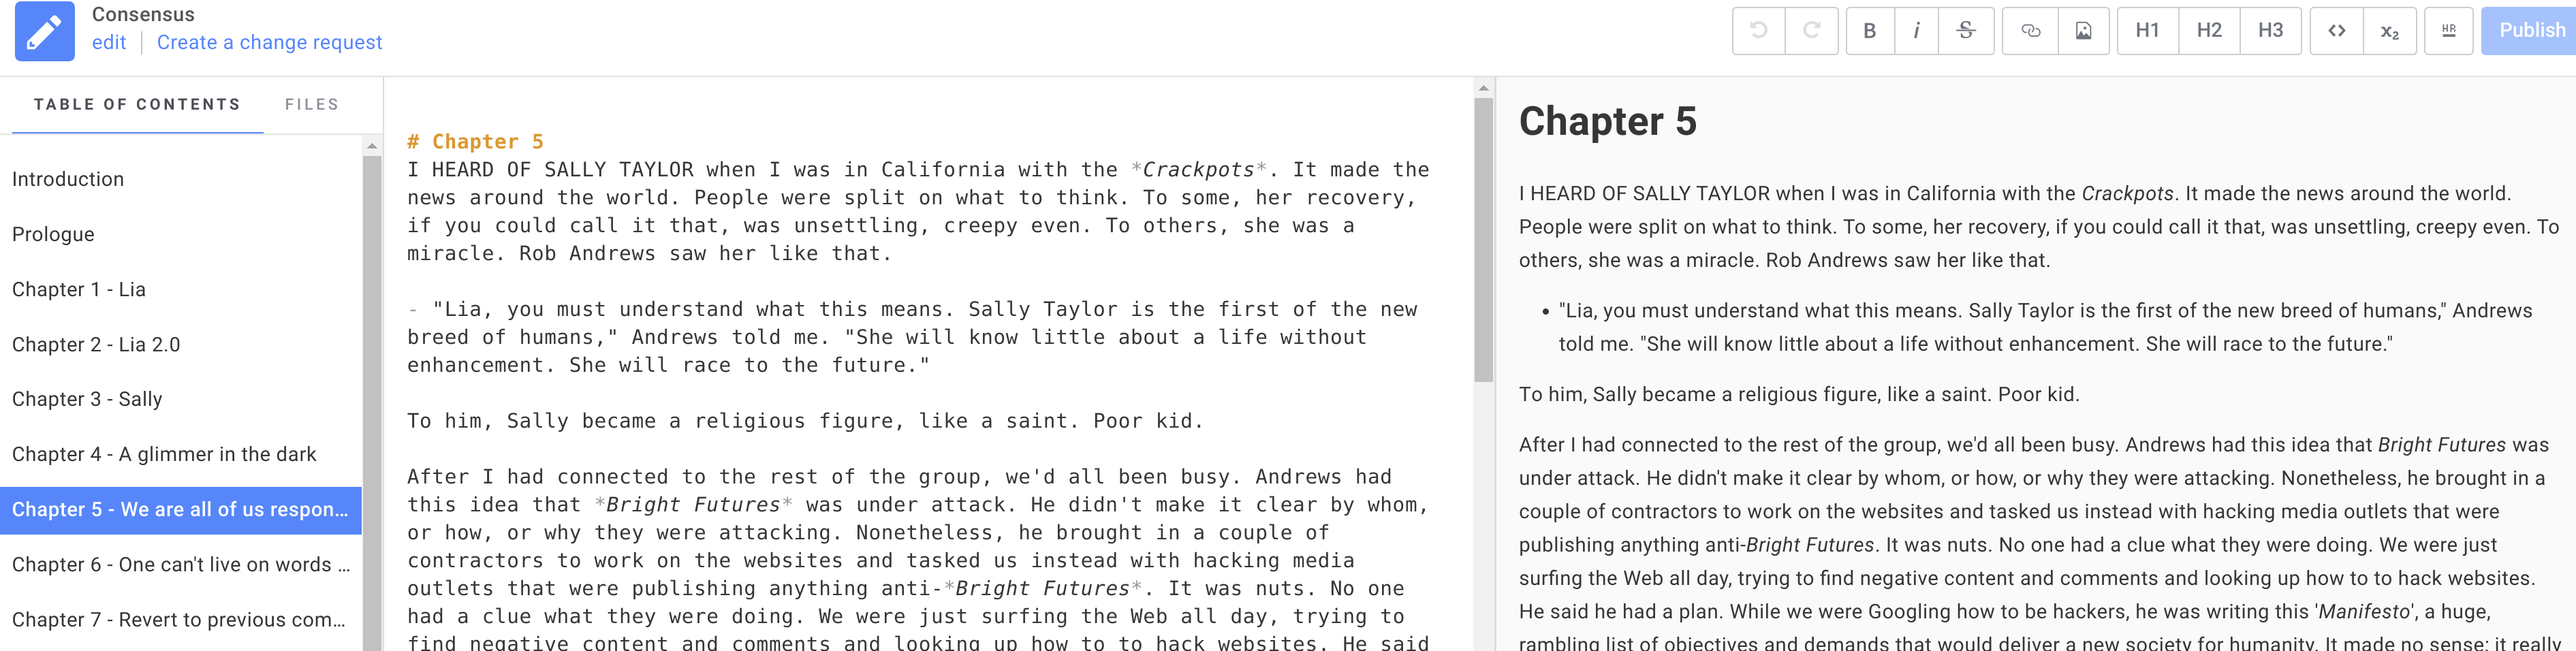 Consensus
edit
Create a change request
B
i
S
H1
H2
H3
<>
x₂
HR
Publish
TABLE OF CONTENTS
FILES
Introduction
Prologue
Chapter 1 - Lia
Chapter 2 - Lia 2.0
Chapter 3 - Sally
Chapter 4 - A glimmer in the dark
Chapter 5 - We are all of us respon...
Chapter 6 - One can't live on words ...
Chapter 7 - Revert to previous com...
# Chapter 5
I HEARD OF SALLY TAYLOR when I was in California with the *Crackpots*. It made the
news around the world. People were split on what to think. To some, her recovery,
if you could call it that, was unsettling, creepy even. To others, she was a
miracle. Rob Andrews saw her like that.
- "Lia, you must understand what this means. Sally Taylor is the first of the new
breed of humans," Andrews told me. "She will know little about a life without
enhancement. She will race to the future."
To him, Sally became a religious figure, like a saint. Poor kid.
After I had connected to the rest of the group, we'd all been busy. Andrews had
this idea that *Bright Futures* was under attack. He didn't make it clear by whom,
or how, or why they were attacking. Nonetheless, he brought in a couple of
contractors to work on the websites and tasked us instead with hacking media
outlets that were publishing anything anti-*Bright Futures*. It was nuts. No one
had a clue what they were doing. We were just surfing the Web all day, trying to
find negative content and comments and looking up how to to hack websites. He said
Chapter 5
I HEARD OF SALLY TAYLOR when I was in California with the Crackpots. It made the news around the world.
People were split on what to think. To some, her recovery, if you could call it that, was unsettling, creepy even. To
others, she was a miracle. Rob Andrews saw her like that.
• "Lia, you must understand what this means. Sally Taylor is the first of the new breed of humans," Andrews
told me. "She will know little about a life without enhancement. She will race to the future."
To him, Sally became a religious figure, like a saint. Poor kid.
After I had connected to the rest of the group, we'd all been busy. Andrews had this idea that Bright Futures was
under attack. He didn't make it clear by whom, or how, or why they were attacking. Nonetheless, he brought in a
couple of contractors to work on the websites and tasked us instead with hacking media outlets that were
publishing anything anti-Bright Futures. It was nuts. No one had a clue what they were doing. We were just
surfing the Web all day, trying to find negative content and comments and looking up how to to hack websites.
He said he had a plan. While we were Googling how to be hackers, he was writing this 'Manifesto', a huge,
rambling list of objectives and demands that would deliver a new society for humanity. It made no sense; it really